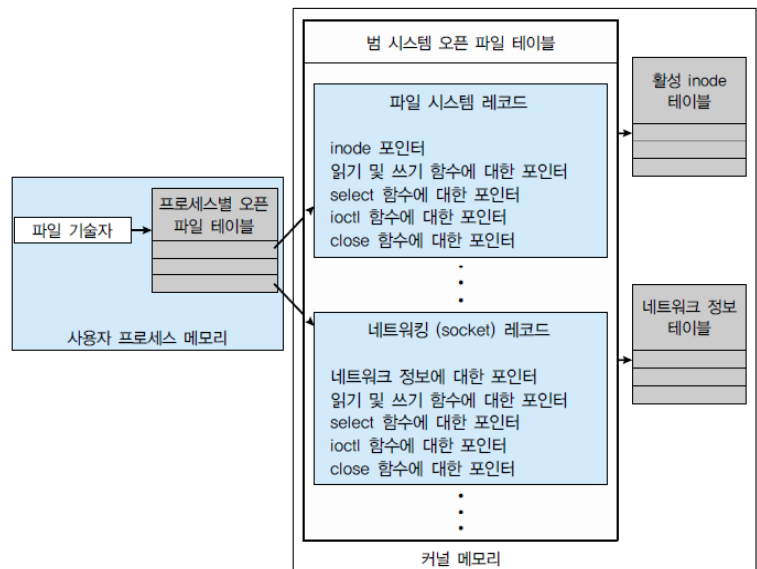 범 시스템 오픈 파일 테이블
파일 시스템 레코드
inode 포인터
읽기 및 쓰기 함수에 대한 포인터
select 함수에 대한 포인터
ioctl 함수에 대한 포인터
close 함수에 대한 포인터
활성 inode
테이블
프로세스별 오픈
파일 테이블
파일 기술자
사용자 프로세스 메모리
네트워킹 (socket) 레코드
네트워크 정보에 대한 포인터
읽기 및 쓰기 함수에 대한 포인터
select 함수에 대한 포인터
ioctl 함수에 대한 포인터
close 함수에 대한 포인터
네트워크 정보
테이블
커널 메모리